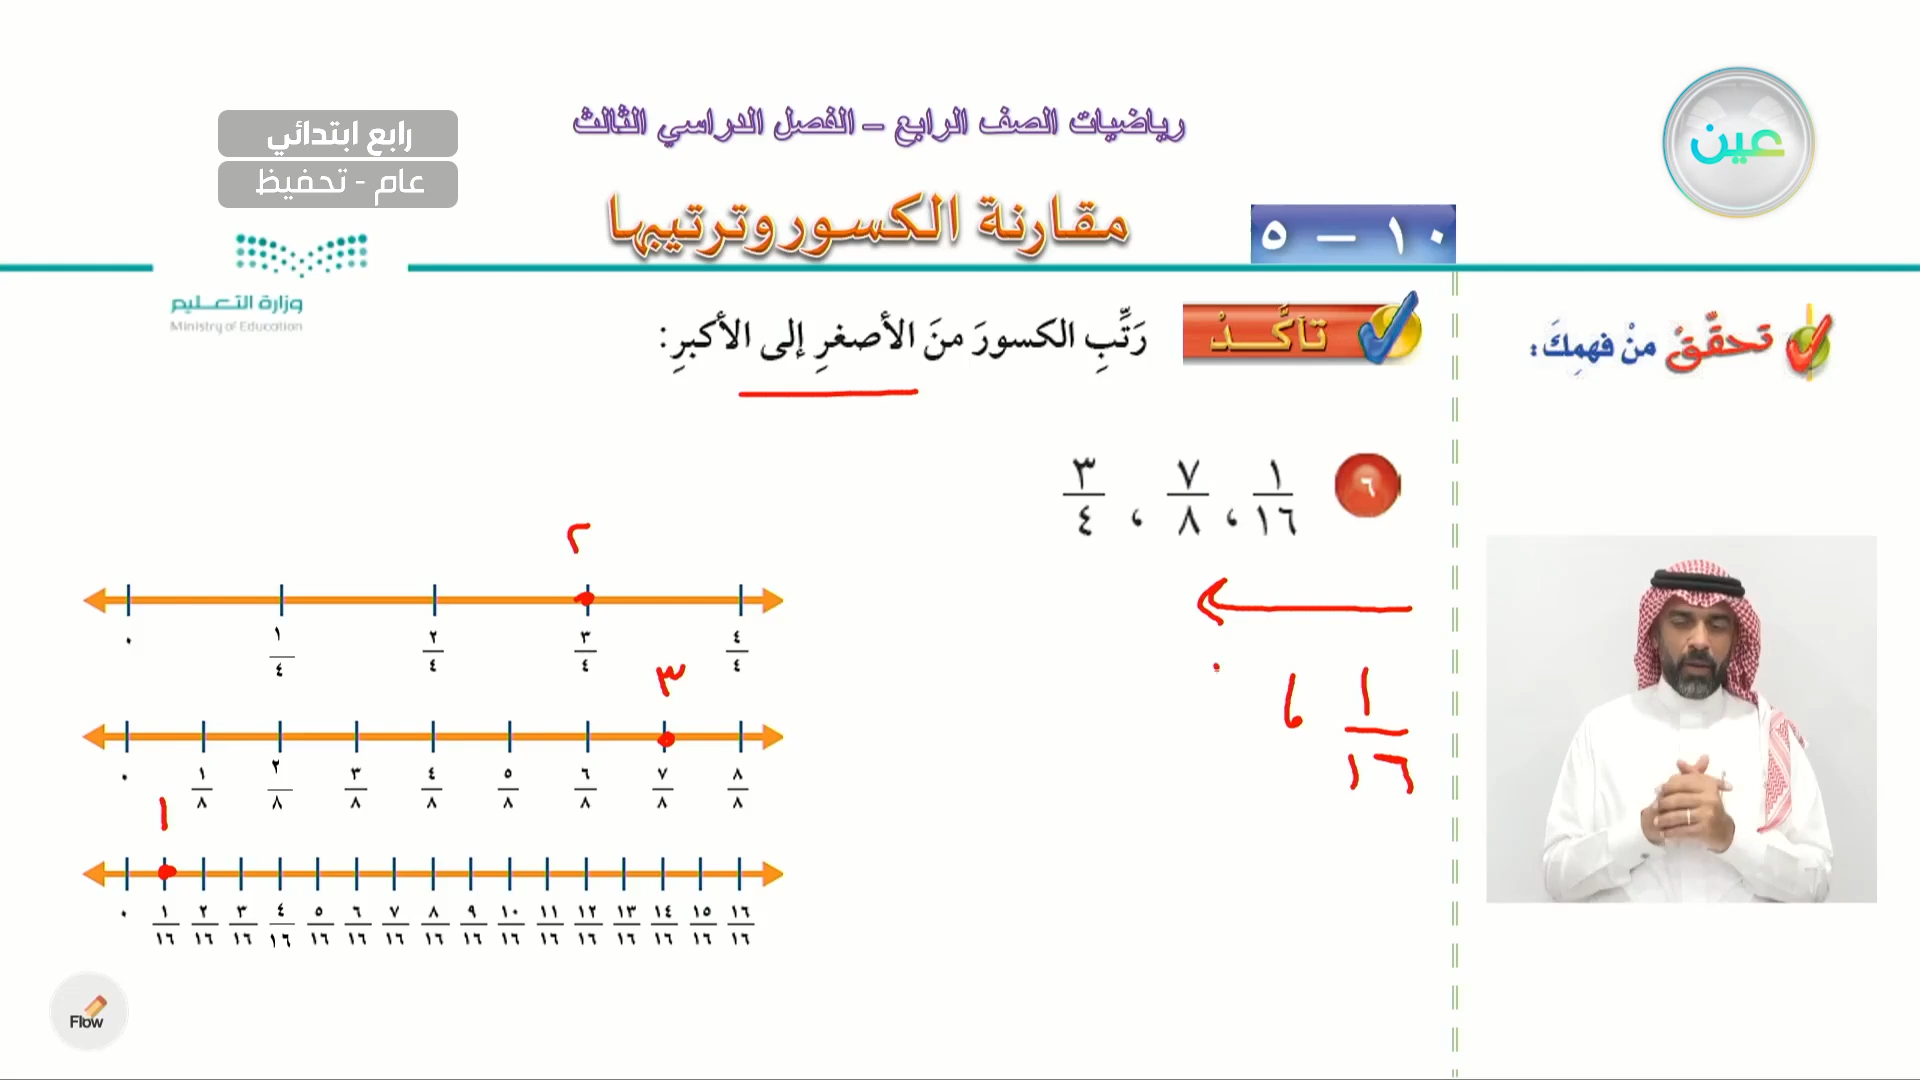 عين
رياضيات الصف الرابع – الفصل الدراسي الثالث
رابع ابتدائي
عام - تحفيظ
١٠ – ٥
مقارنة الكسور وترتيبها
وزارة التعليم
Ministry of Education
تحقّقْ منْ فهمِكَ :
تأكَّدْ
رَتِّبِ الكسورَ منَ الأصغرِ إلى الأكبرِ:
٦
١/١٦ ، ٧/٨ ، ٣/٤
١/١٦ ،
٢
٠ ١/٤ ٢/٤ ٣/٤ ٤/٤
٣
٠ ١/٨ ٢/٨ ٣/٨ ٤/٨ ٥/٨ ٦/٨ ٧/٨ ٨/٨
١
٠ ١/١٦ ٢/١٦ ٣/١٦ ٤/١٦ ٥/١٦ ٦/١٦ ٧/١٦ ٨/١٦ ٩/١٦ ١٠/١٦ ١١/١٦ ١٢/١٦ ١٣/١٦ ١٤/١٦ ١٥/١٦ ١٦/١٦
Flow